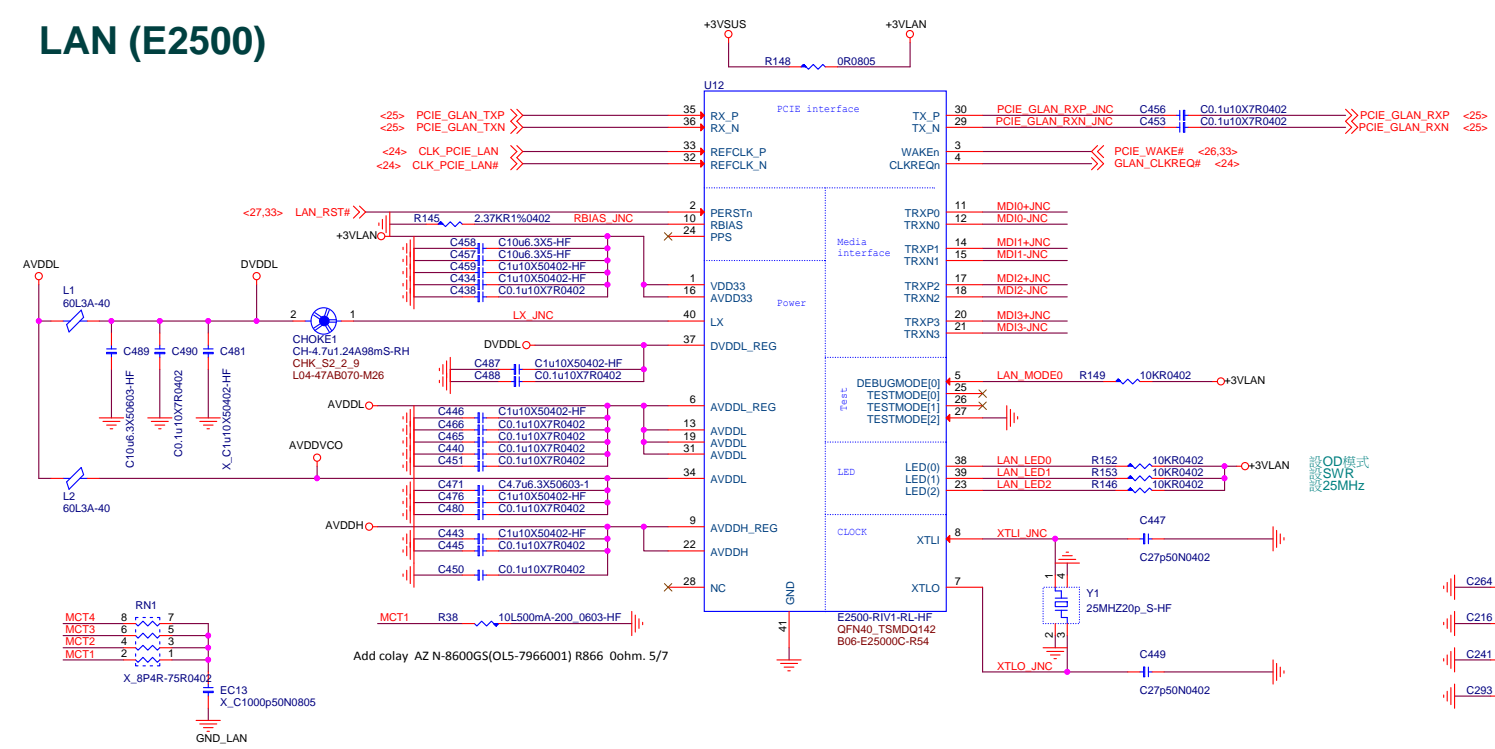 LAN (E2500)
+3VSUS
+3VLAN
R148 0R0805
U12
PCIE interface
<25> PCIE_GLAN_TXP 35 RX_P
<25> PCIE_GLAN_TXN 36 RX_N
<24> CLK_PCIE_LAN 33 REFCLK_P
<24> CLK_PCIE_LAN# 32 REFCLK_N
TX_P 30 PCIE_GLAN_RXP_JNC C456 C0.1u10X7R0402 PCIE_GLAN_RXP <25>
TX_N 29 PCIE_GLAN_RXN_JNC C453 C0.1u10X7R0402 PCIE_GLAN_RXN <25>
WAKEn 3 PCIE_WAKE# <26,33>
CLKREQn 4 GLAN_CLKREQ# <24>
<27,33> LAN_RST# 2 PERSTn
R145 2.37KR1%0402 RBIAS_JNC 10 RBIAS
+3VLAN 24 PPS
C458 C10u6.3X5-HF
C457 C10u6.3X5-HF
C459 C1u10X50402-HF
C434 C1u10X50402-HF
C438 C0.1u10X7R0402
1 VDD33
16 AVDD33
Media
interface
Power
TRXP0 11 MDI0+JNC
TRXN0 12 MDI0-JNC
TRXP1 14 MDI1+JNC
TRXN1 15 MDI1-JNC
TRXP2 17 MDI2+JNC
TRXN2 18 MDI2-JNC
TRXP3 20 MDI3+JNC
TRXN3 21 MDI3-JNC
AVDDL
DVDDL
L1
60L3A-40
2 1 LX_JNC 40 LX
CHOKE1
CH-4.7u1.24A98mS-RH
CHK_S2_2_9
L04-47AB070-M26
C489
C10u6.3X50603-HF
C490
C0.1u10X7R0402
C481
X_C1u10X50402-HF
DVDDL 37 DVDDL_REG
C487 C1u10X50402-HF
C488 C0.1u10X7R0402
AVDDL 6 AVDDL_REG
C446 C1u10X50402-HF
C466 C0.1u10X7R0402 13 AVDDL
C465 C0.1u10X7R0402 19 AVDDL
C440 C0.1u10X7R0402 31 AVDDL
C451 C0.1u10X7R0402
AVDDVCO
34 AVDDL
L2
60L3A-40
C471 C4.7u6.3X50603-1
C476 C1u10X50402-HF
C480 C0.1u10X7R0402
AVDDH 9 AVDDH_REG
C443 C1u10X50402-HF
C445 C0.1u10X7R0402 22 AVDDH
C450 C0.1u10X7R0402
28 NC
Test
DEBUGMODE[0] 5 LAN_MODE0 R149 10KR0402 +3VLAN
TESTMODE[0] 25
TESTMODE[1] 26
TESTMODE[2] 27
LED
LED(0) 38 LAN_LED0 R152 10KR0402 +3VLAN
LED(1) 39 LAN_LED1 R153 10KR0402
LED(2) 23 LAN_LED2 R146 10KR0402
設OD模式
設SWR
設25MHz
CLOCK
XTLI 8 XTLI_JNC C447
C27p50N0402
XTLO 7
1 4
Y1
25MHZ20p_S-HF
2 3
XTLO_JNC C449
C27p50N0402
GND
41
E2500-RIV1-RL-HF
QFN40_TSMDQ142
B06-E25000C-R54
RN1
MCT4 8 7
MCT3 6 5
MCT2 4 3
MCT1 2 1
X_8P4R-75R0402
EC13
X_C1000p50N0805
GND_LAN
MCT1 R38 10L500mA-200_0603-HF
Add colay AZ N-8600GS(OL5-7966001) R866 0ohm. 5/7
C264
C216
C241
C293